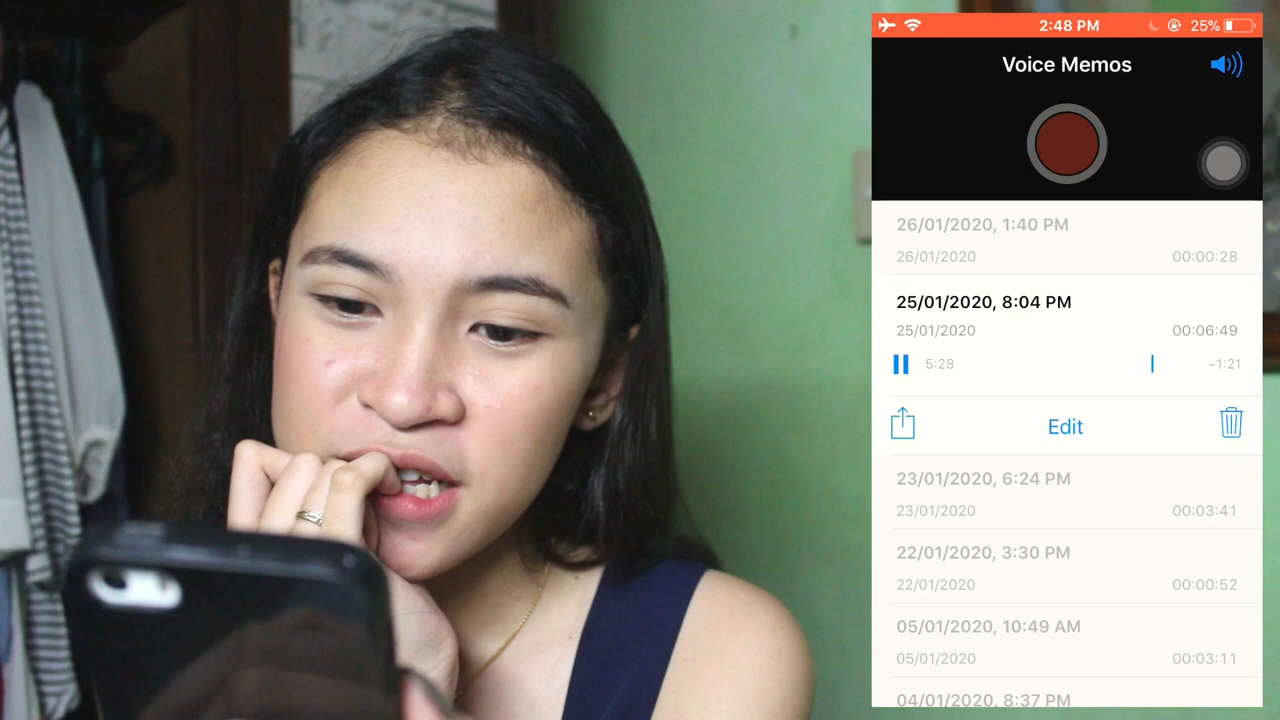 2:48 PM 25%
Voice Memos
26/01/2020, 1:40 PM
26/01/2020 00:00:28
25/01/2020, 8:04 PM
25/01/2020 00:06:49
5:28 −1:21
Edit
23/01/2020, 6:24 PM
23/01/2020 00:03:41
22/01/2020, 3:30 PM
22/01/2020 00:00:52
05/01/2020, 10:49 AM
05/01/2020 00:03:11
04/01/2020, 8:37 PM